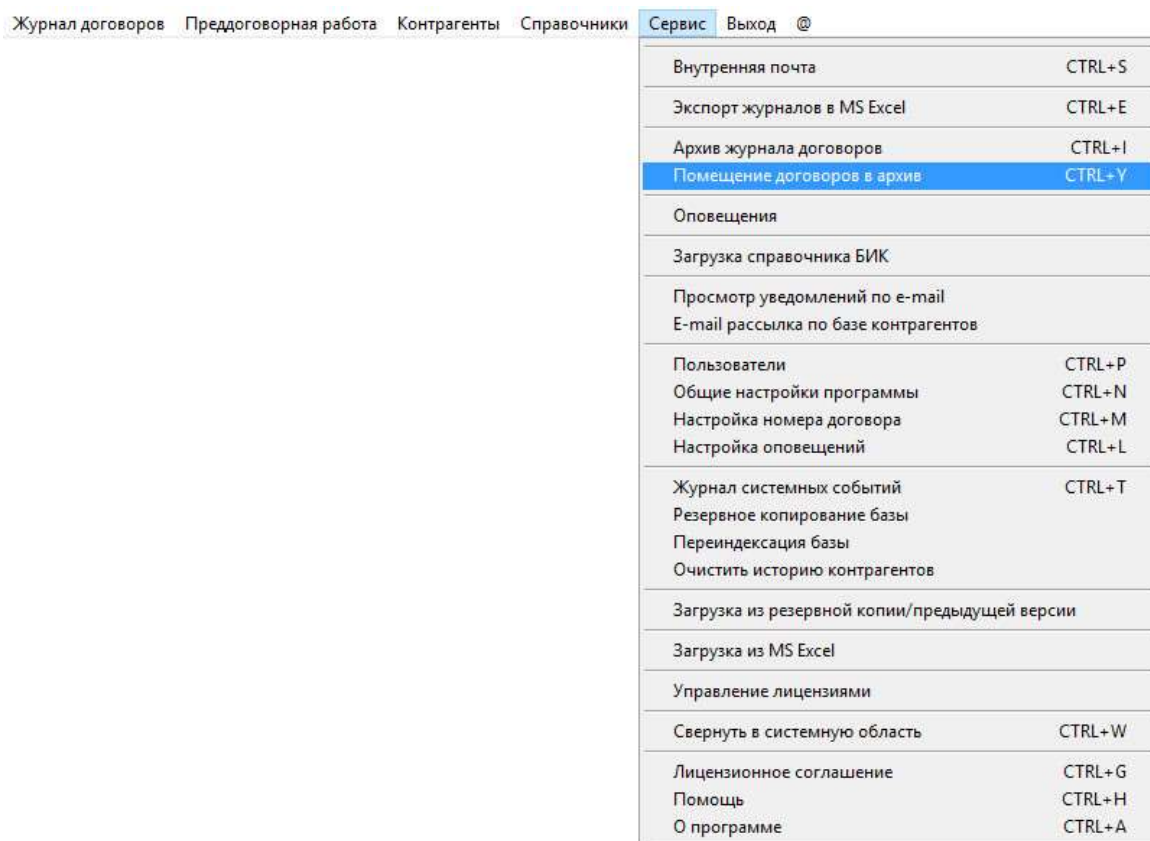 Журнал договоров Преддоговорная работа Контрагенты Справочники Сервис Выход @
Внутренняя почта CTRL+S
Экспорт журналов в MS Excel CTRL+E
Архив журнала договоров CTRL+I
Помещение договоров в архив CTRL+Y
Оповещения
Загрузка справочника БИК
Просмотр уведомлений по e-mail
E-mail рассылка по базе контрагентов
Пользователи CTRL+P
Общие настройки программы CTRL+N
Настройка номера договора CTRL+M
Настройка оповещений CTRL+L
Журнал системных событий CTRL+T
Резервное копирование базы
Переиндексация базы
Очистить историю контрагентов
Загрузка из резервной копии/предыдущей версии
Загрузка из MS Excel
Управление лицензиями
Свернуть в системную область CTRL+W
Лицензионное соглашение CTRL+G
Помощь CTRL+H
О программе CTRL+A